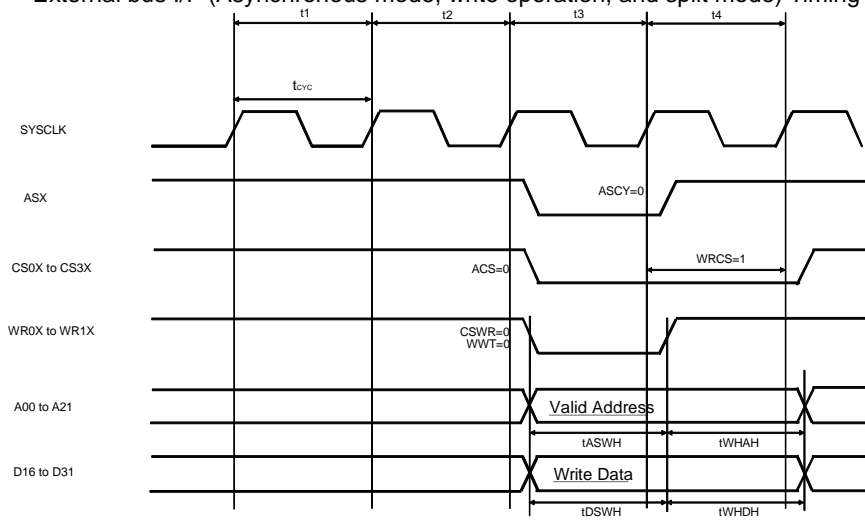 External bus I/F (Asynchronous mode, write operation, and split mode) Timing
t1 t2 t3 t4
tCYC
SYSCLK
ASX
ASCY=0
CS0X to CS3X
ACS=0
WRCS=1
WR0X to WR1X
CSWR=0
WWT=0
A00 to A21
Valid Address
tASWH tWHAH
D16 to D31
Write Data
tDSWH tWHDH